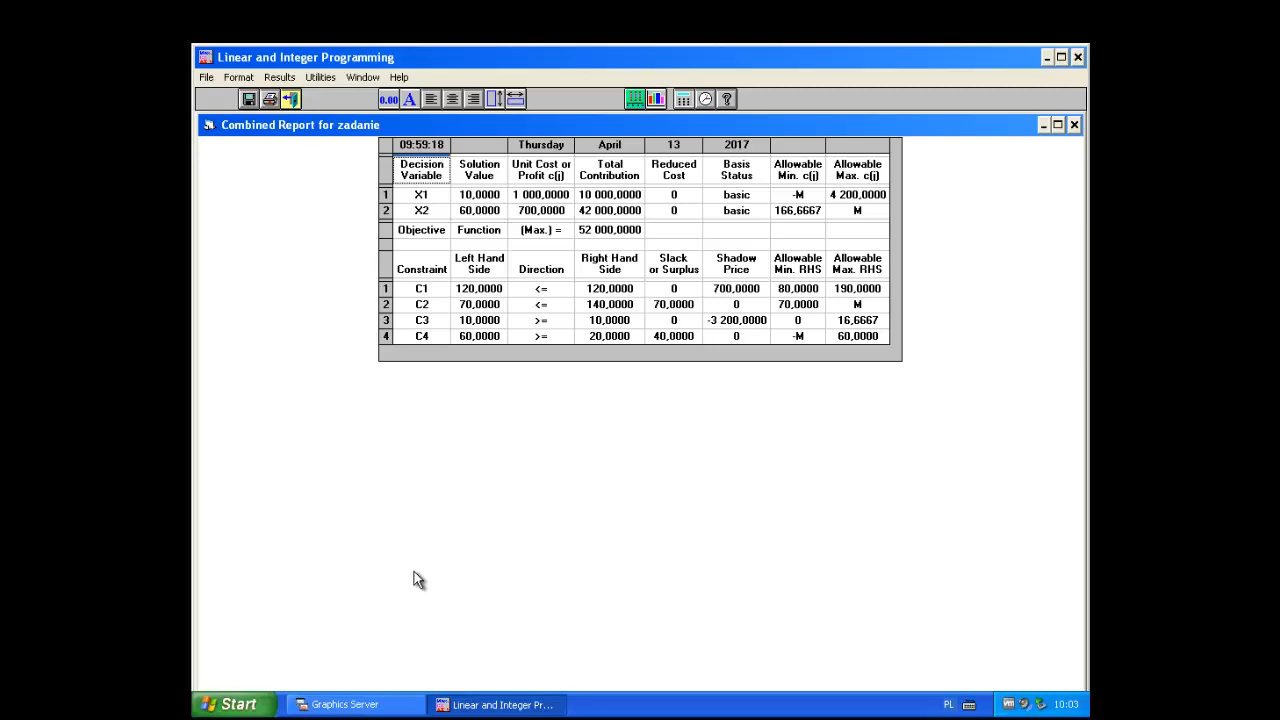 Linear and Integer Programming
File Format Results Utilities Window Help
0.00 A
Combined Report for zadanie
09:59:18 Thursday April 13 2017
Decision Variable Solution Value Unit Cost or Profit c(j) Total Contribution Reduced Cost Basis Status Allowable Min. c(j) Allowable Max. c(j)
1 X1 10,0000 1 000,0000 10 000,0000 0 basic -M 4 200,0000
2 X2 60,0000 700,0000 42 000,0000 0 basic 166,6667 M
Objective Function (Max.) = 52 000,0000
Constraint Left Hand Side Direction Right Hand Side Slack or Surplus Shadow Price Allowable Min. RHS Allowable Max. RHS
1 C1 120,0000 <= 120,0000 0 700,0000 80,0000 190,0000
2 C2 70,0000 <= 140,0000 70,0000 0 70,0000 M
3 C3 10,0000 >= 10,0000 0 -3 200,0000 0 16,6667
4 C4 60,0000 >= 20,0000 40,0000 0 -M 60,0000
Start Graphics Server Linear and Integer Pr... PL 10:03